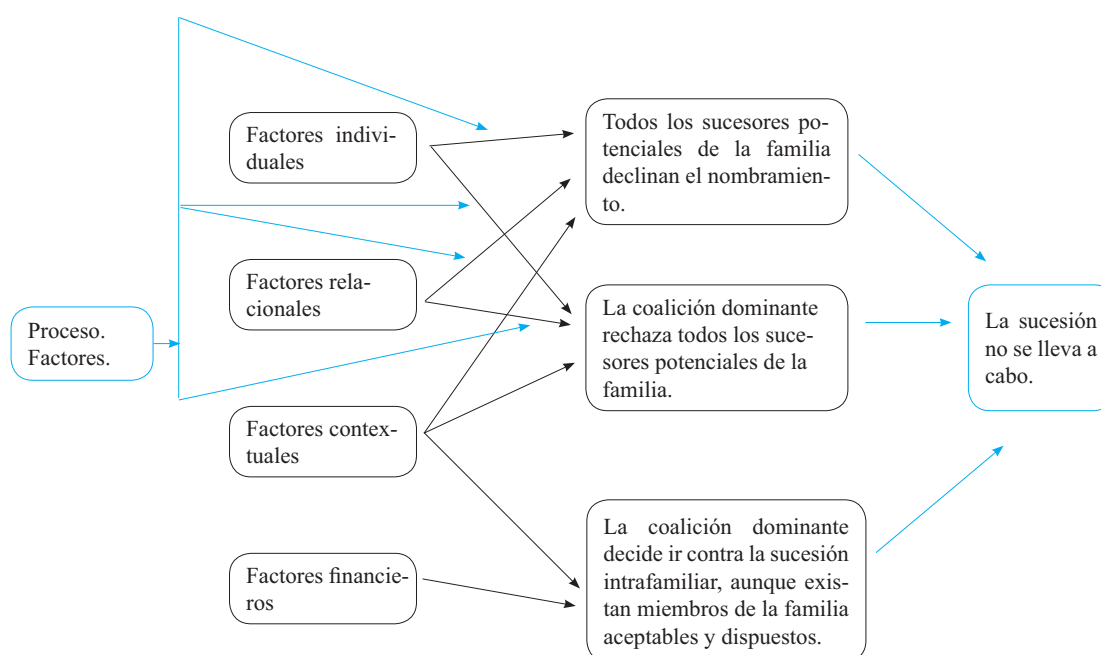 Proceso.
Factores.
Factores indivi-
duales
Factores rela-
cionales
Factores contex-
tuales
Factores financie-
ros
Todos los sucesores po-
tenciales de la familia
declinan el nombramien-
to.
La coalición dominante
rechaza todos los suce-
sores potenciales de la
familia.
La coalición dominante
decide ir contra la sucesión
intrafamiliar, aunque exis-
tan miembros de la familia
aceptables y dispuestos.
La sucesión
no se lleva a
cabo.